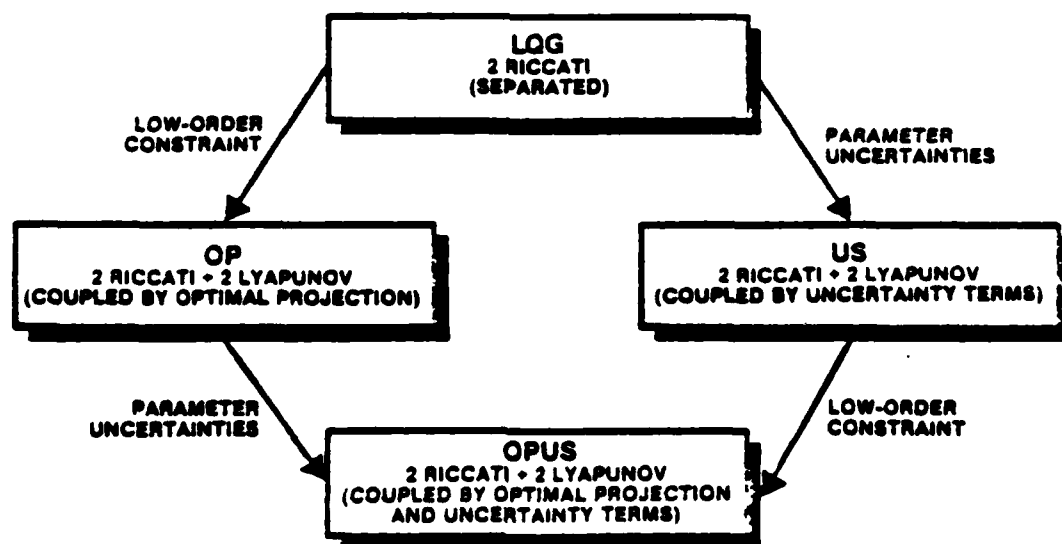 LQG
2 RICCATI
(SEPARATED)
LOW-ORDER
CONSTRAINT
PARAMETER
UNCERTAINTIES
OP
2 RICCATI + 2 LYAPUNOV
(COUPLED BY OPTIMAL PROJECTION)
US
2 RICCATI + 2 LYAPUNOV
(COUPLED BY UNCERTAINTY TERMS)
PARAMETER
UNCERTAINTIES
LOW-ORDER
CONSTRAINT
OPUS
2 RICCATI + 2 LYAPUNOV
(COUPLED BY OPTIMAL PROJECTION
AND UNCERTAINTY TERMS)